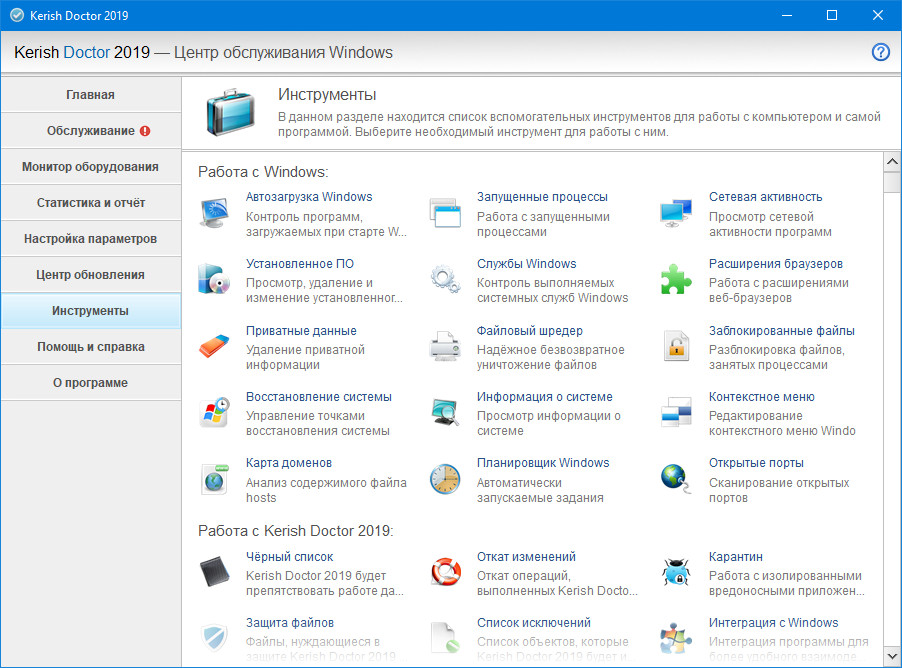 Kerish Doctor 2019
Kerish Doctor 2019 — Центр обслуживания Windows
?
Главная
Обслуживание
Монитор оборудования
Статистика и отчёт
Настройка параметров
Центр обновления
Инструменты
Помощь и справка
О программе
Инструменты
В данном разделе находится список вспомогательных инструментов для работы с компьютером и самой
программой. Выберите необходимый инструмент для работы с ним.
Работа с Windows:
Автозагрузка Windows
Контроль программ,
загружаемых при старте W...
Запущенные процессы
Работа с запущенными
процессами
Сетевая активность
Просмотр сетевой
активности программ
Установленное ПО
Просмотр, удаление и
изменение установленног...
Службы Windows
Контроль выполняемых
системных служб Windows
Расширения браузеров
Работа с расширениями
веб-браузеров
Приватные данные
Удаление приватной
информации
Файловый шредер
Надёжное безвозвратное
уничтожение файлов
Заблокированные файлы
Разблокировка файлов,
занятых процессами
Восстановление системы
Управление точками
восстановления системы
Информация о системе
Просмотр информации о
системе
Контекстное меню
Редактирование
контекстного меню Windo
Карта доменов
Анализ содержимого файла
hosts
Планировщик Windows
Автоматически
запускаемые задания
Открытые порты
Сканирование открытых
портов
Работа с Kerish Doctor 2019:
Чёрный список
Kerish Doctor 2019 будет
препятствовать работе да...
Откат изменений
Откат операций,
выполненных Kerish Docto...
Карантин
Работа с изолированными
вредоносными приложен...
Защита файлов
Файлы, нуждающиеся в
защите Kerish Doctor 2019
Список исключений
Список объектов, которые
Kerish Doctor 2019 будет и...
Интеграция с Windows
Интеграция программы для
более удобного взаимоде...